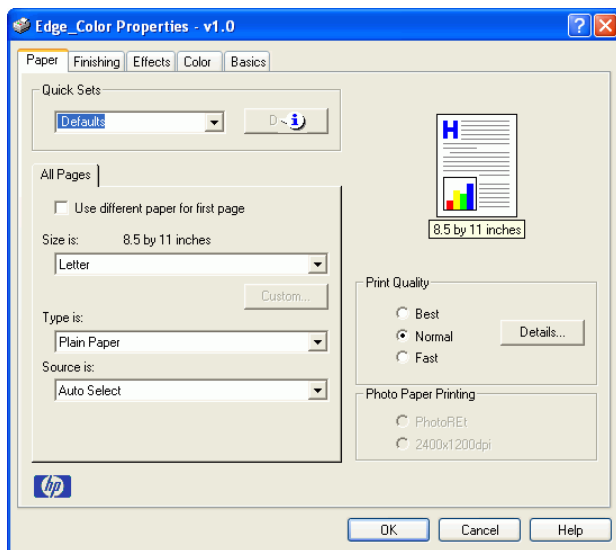 Edge_Color Properties - v1.0
Paper
Finishing
Effects
Color
Basics
Quick Sets
Defaults
All Pages
Use different paper for first page
Size is: 8.5 by 11 inches
Letter
Custom...
Type is:
Plain Paper
Source is:
Auto Select
H
8.5 by 11 inches
Print Quality
Best
Normal
Details...
Fast
Photo Paper Printing
PhotoREt
2400x1200dpi
hp
OK
Cancel
Help